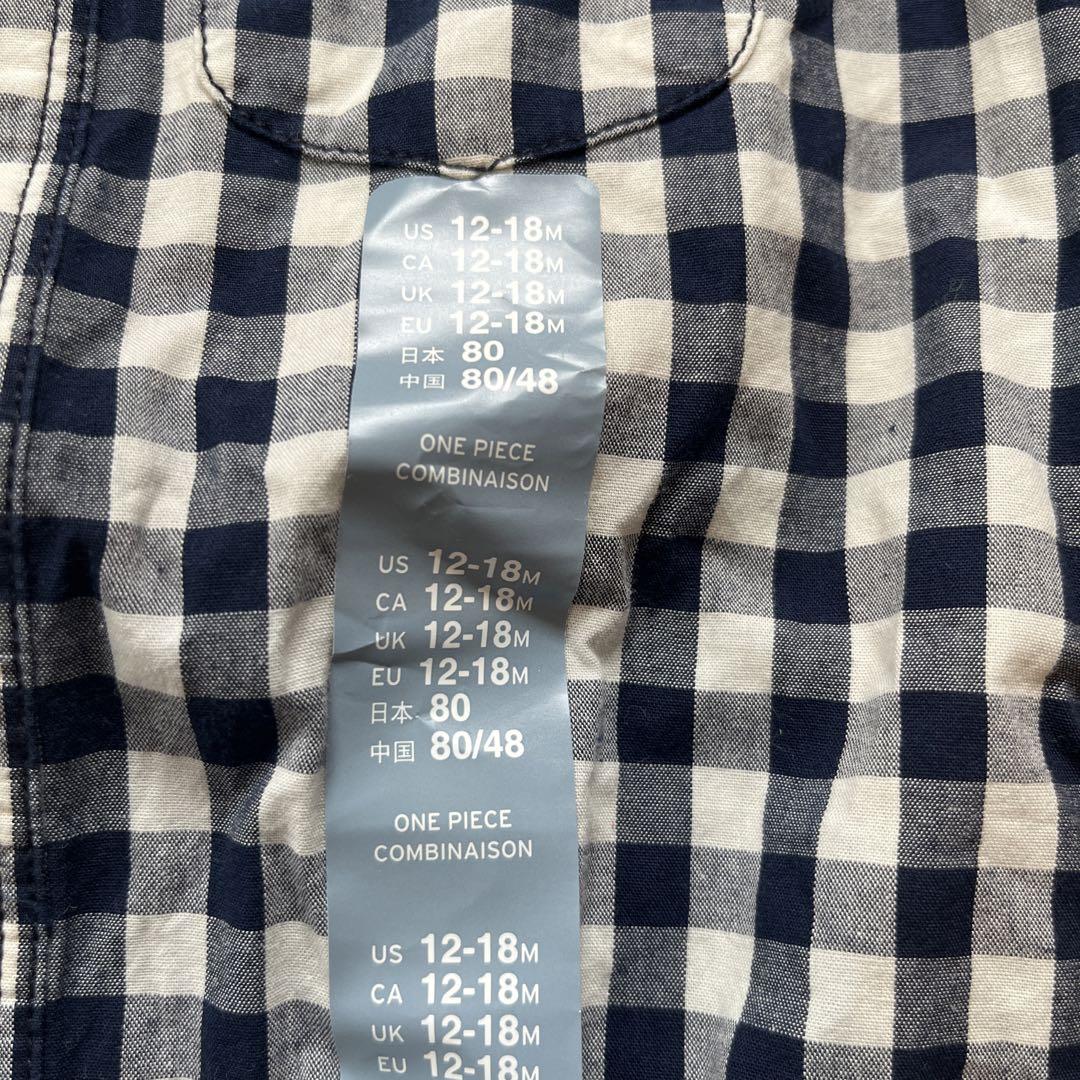 US 12-18M
CA 12-18M
UK 12-18M
EU 12-18M
日本 80
中国 80/48
ONE PIECE
COMBINAISON
US 12-18M
CA 12-18M
UK 12-18M
EU 12-18M
日本 80
中国 80/48
ONE PIECE
COMBINAISON
US 12-18M
CA 12-18M
UK 12-18M
EU 12-18M